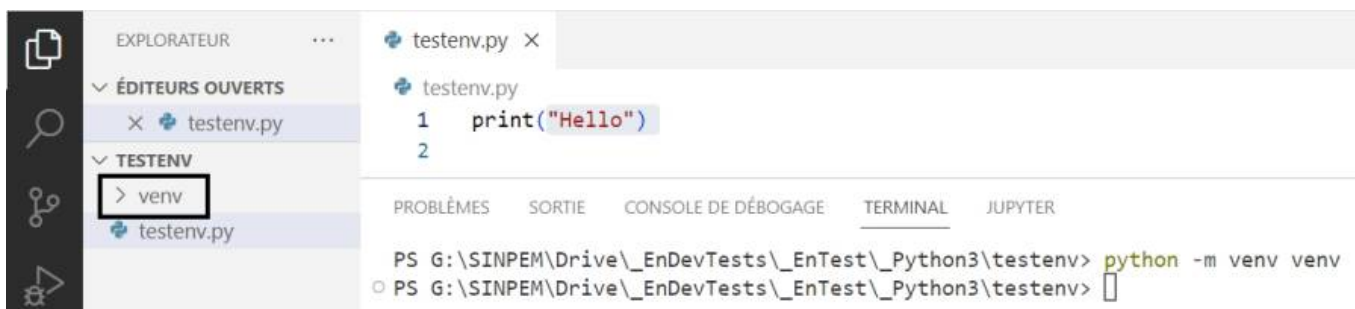 EXPLORATEUR ...
ÉDITEURS OUVERTS
testenv.py
TESTENV
venv
testenv.py
testenv.py
testenv.py
1 print("Hello")
2
PROBLÈMES SORTIE CONSOLE DE DÉBOGAGE TERMINAL JUPYTER
PS G:\SINPEM\Drive\_EnDevTests\_EnTest\_Python3\testenv> python -m venv venv
PS G:\SINPEM\Drive\_EnDevTests\_EnTest\_Python3\testenv>